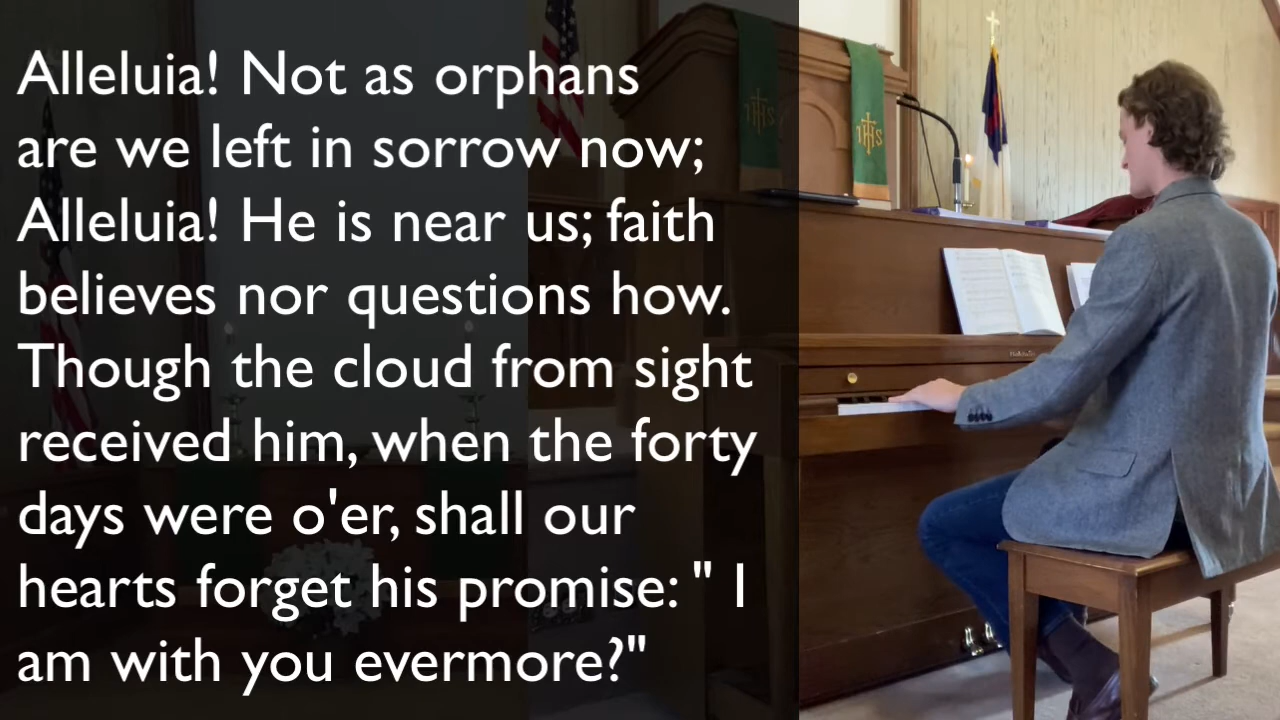 Alleluia! Not as orphans
are we left in sorrow now;
Alleluia! He is near us; faith
believes nor questions how.
Though the cloud from sight
received him, when the forty
days were o'er, shall our
hearts forget his promise: " I
am with you evermore?"
IHS
IHS